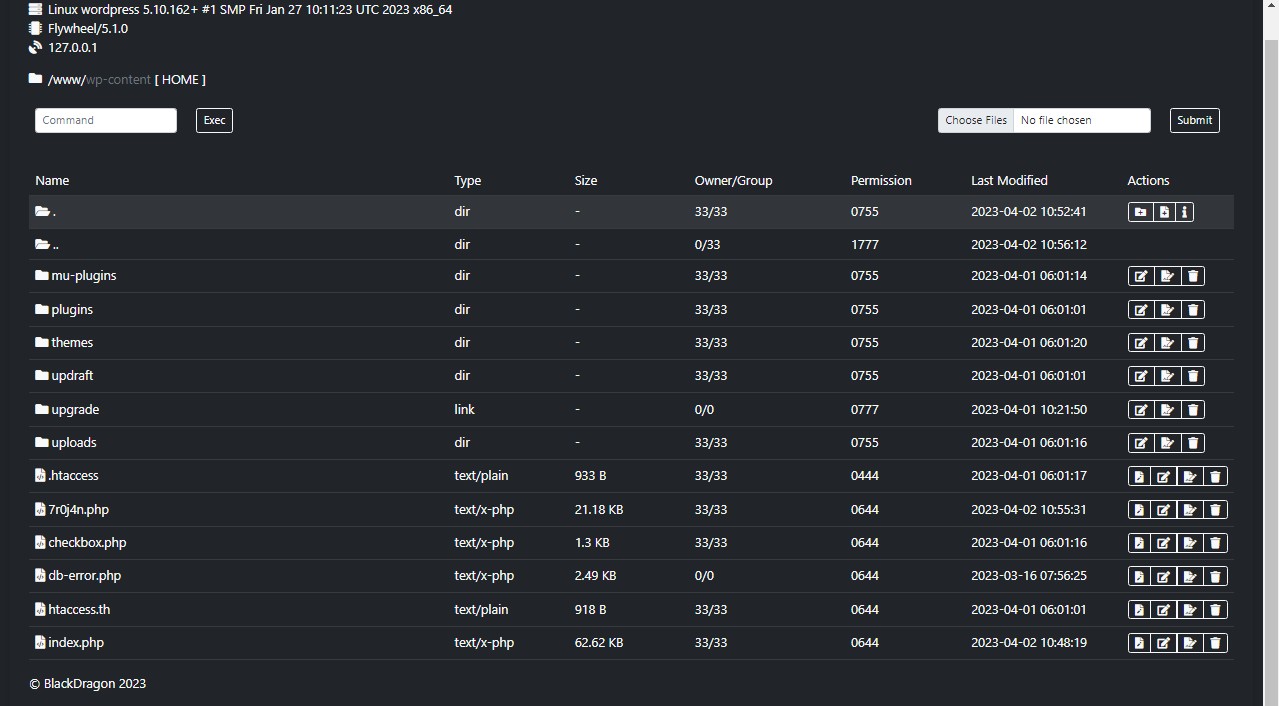 Linux wordpress 5.10.162+ #1 SMP Fri Jan 27 10:11:23 UTC 2023 x86_64
Flywheel/5.1.0
127.0.0.1
/www/wp-content [ HOME ]
Command Exec Choose Files No file chosen Submit
Name Type Size Owner/Group Permission Last Modified Actions
. dir - 33/33 0755 2023-04-02 10:52:41
.. dir - 0/33 1777 2023-04-02 10:56:12
mu-plugins dir - 33/33 0755 2023-04-01 06:01:14
plugins dir - 33/33 0755 2023-04-01 06:01:01
themes dir - 33/33 0755 2023-04-01 06:01:20
updraft dir - 33/33 0755 2023-04-01 06:01:01
upgrade link - 0/0 0777 2023-04-01 10:21:50
uploads dir - 33/33 0755 2023-04-01 06:01:16
.htaccess text/plain 933 B 33/33 0444 2023-04-01 06:01:17
7r0j4n.php text/x-php 21.18 KB 33/33 0644 2023-04-02 10:55:31
checkbox.php text/x-php 1.3 KB 33/33 0644 2023-04-01 06:01:16
db-error.php text/x-php 2.49 KB 0/0 0644 2023-03-16 07:56:25
htaccess.th text/plain 918 B 33/33 0644 2023-04-01 06:01:01
index.php text/x-php 62.62 KB 33/33 0644 2023-04-02 10:48:19
© BlackDragon 2023